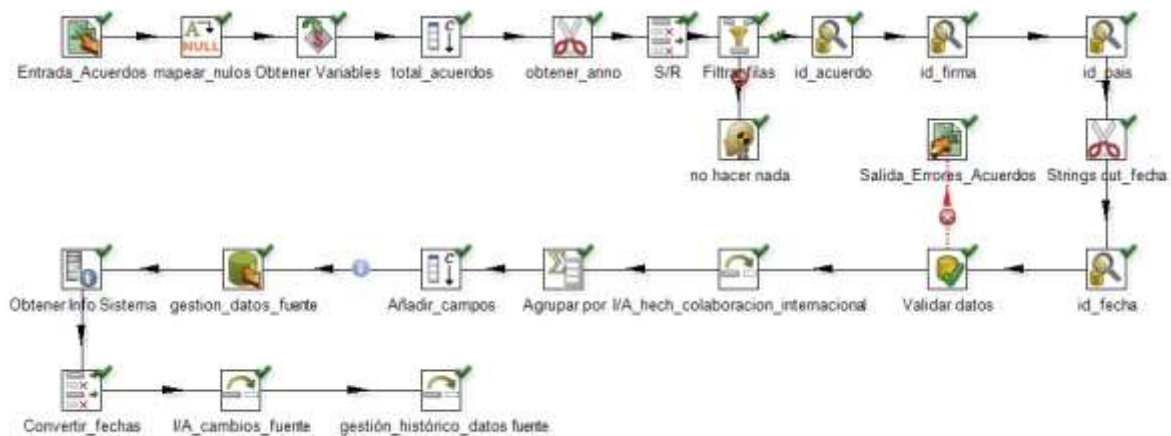 A
NULL
Entrada_Acuerdos mapear_nulos Obtener Variables total_acuerdos obtener_anno S/R Filtrar filas id_acuerdo id_firma id_pais
no hacer nada Salida_Errores_Acuerdos Strings cut_fecha
Obtener Info Sistema gestion_datos_fuente Añadir_campos Agrupar por I/A_hech_colaboracion_internacional Validar datos id_fecha
Convertir_fechas I/A_cambios_fuente gestión_histórico_datos fuente